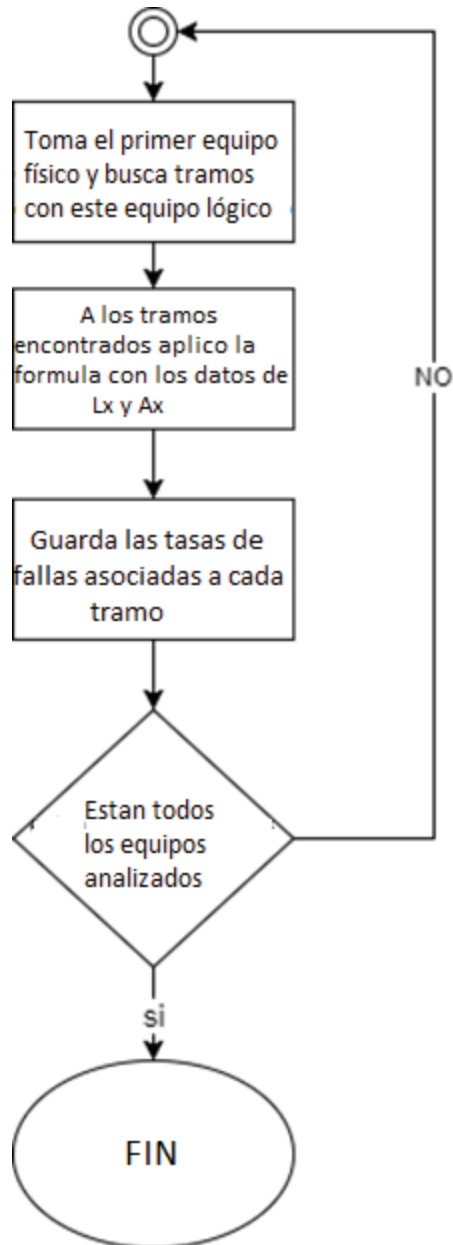 Toma el primer equipo
físico y busca tramos
con este equipo lógico
A los tramos
encontrados aplico la
formula con los datos de
Lx y Ax
NO
Guarda las tasas de
fallas asociadas a cada
tramo
Estan todos
los equipos
analizados
si
FIN